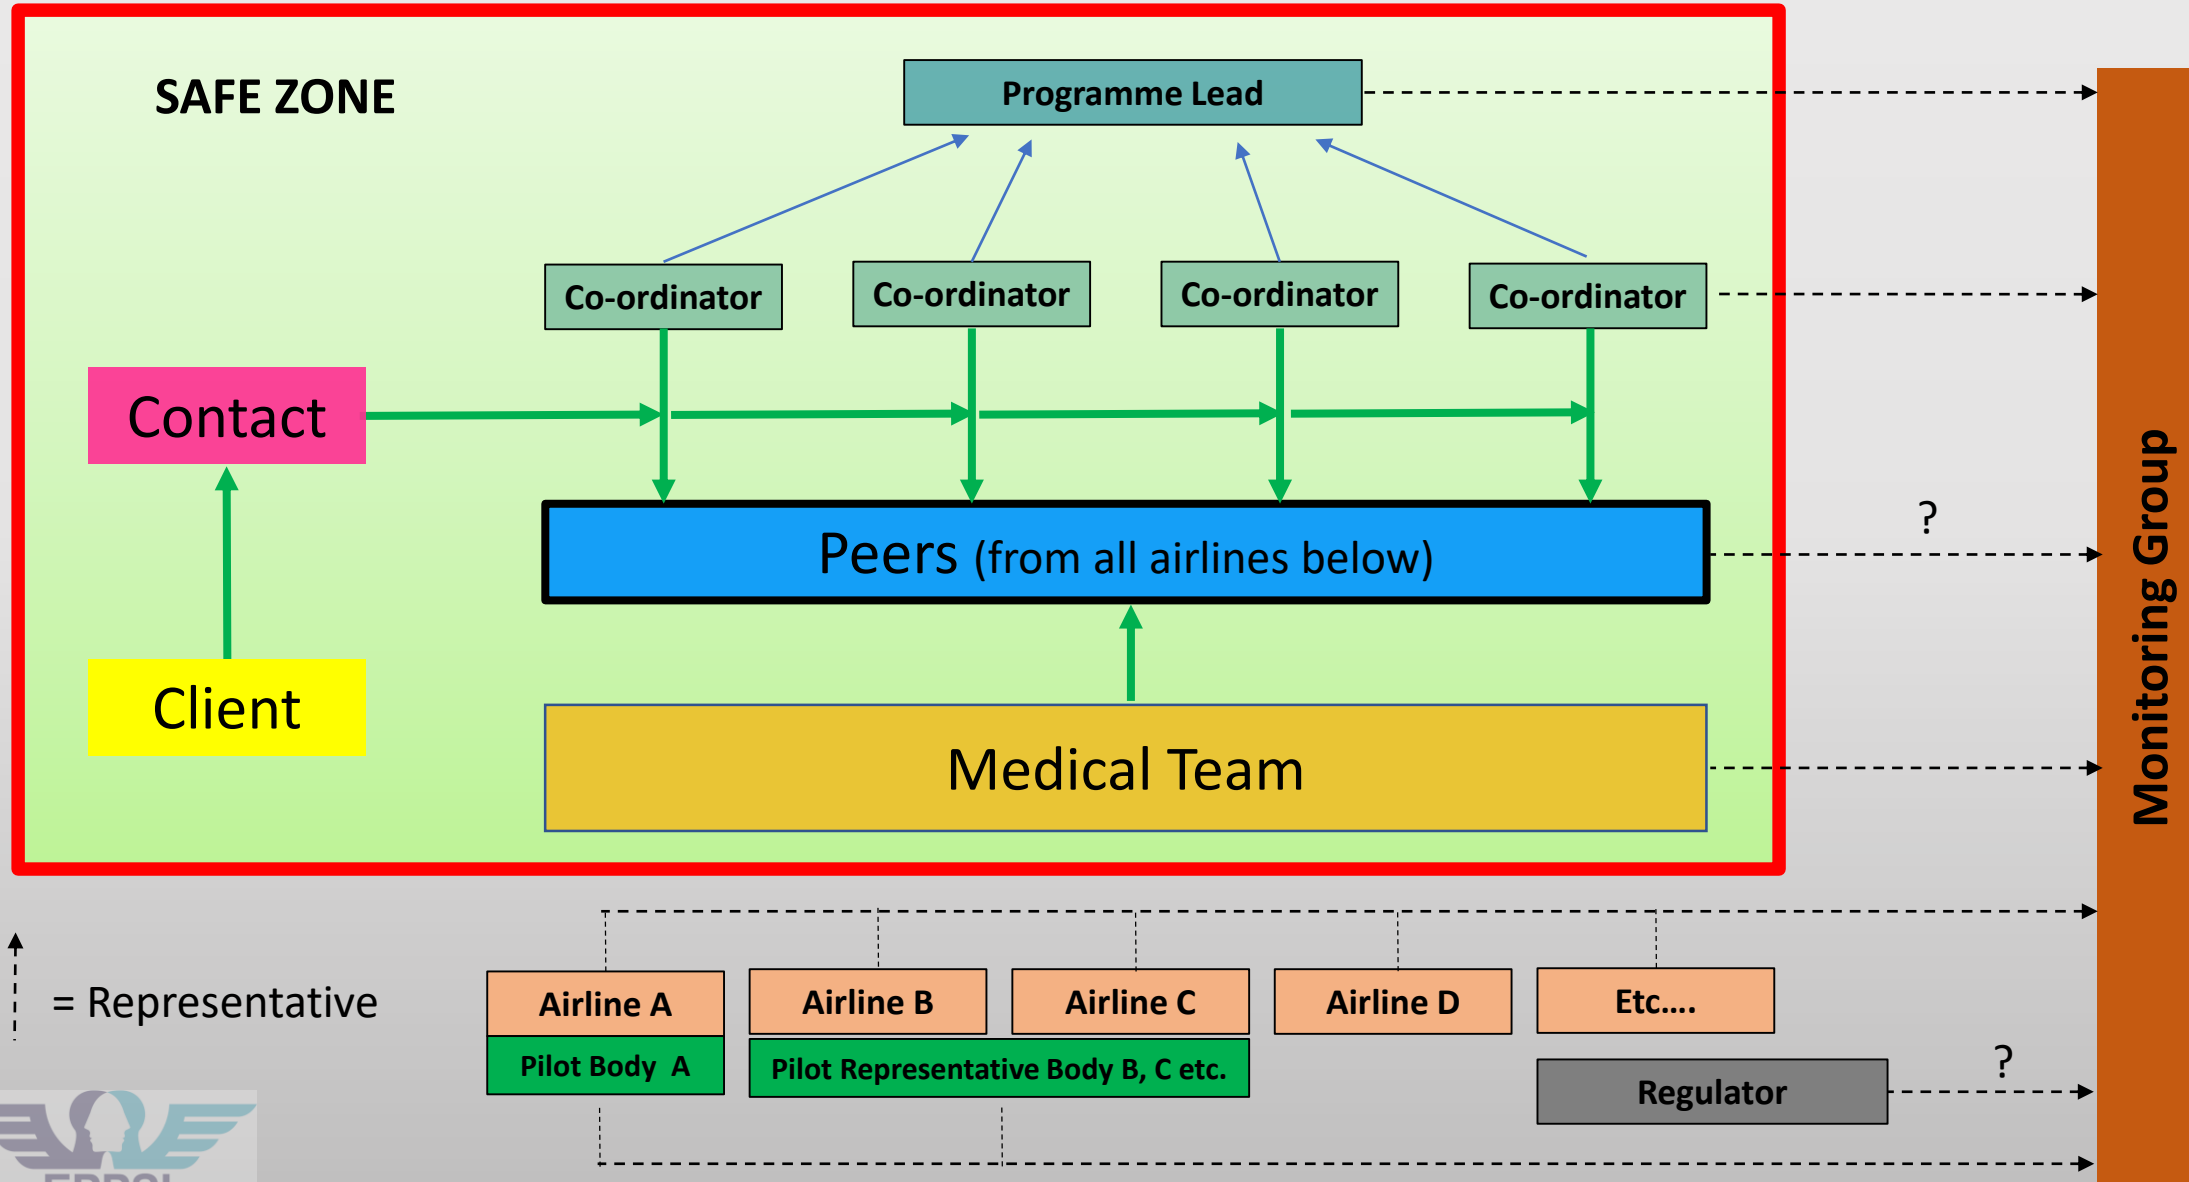 SAFE ZONE
Programme Lead
Co-ordinator
Co-ordinator
Co-ordinator
Co-ordinator
Contact
Peers (from all airlines below)
?
Client
Medical Team
Monitoring Group
= Representative
Airline A
Airline B
Airline C
Airline D
Etc....
Pilot Body A
Pilot Representative Body B, C etc.
Regulator
?